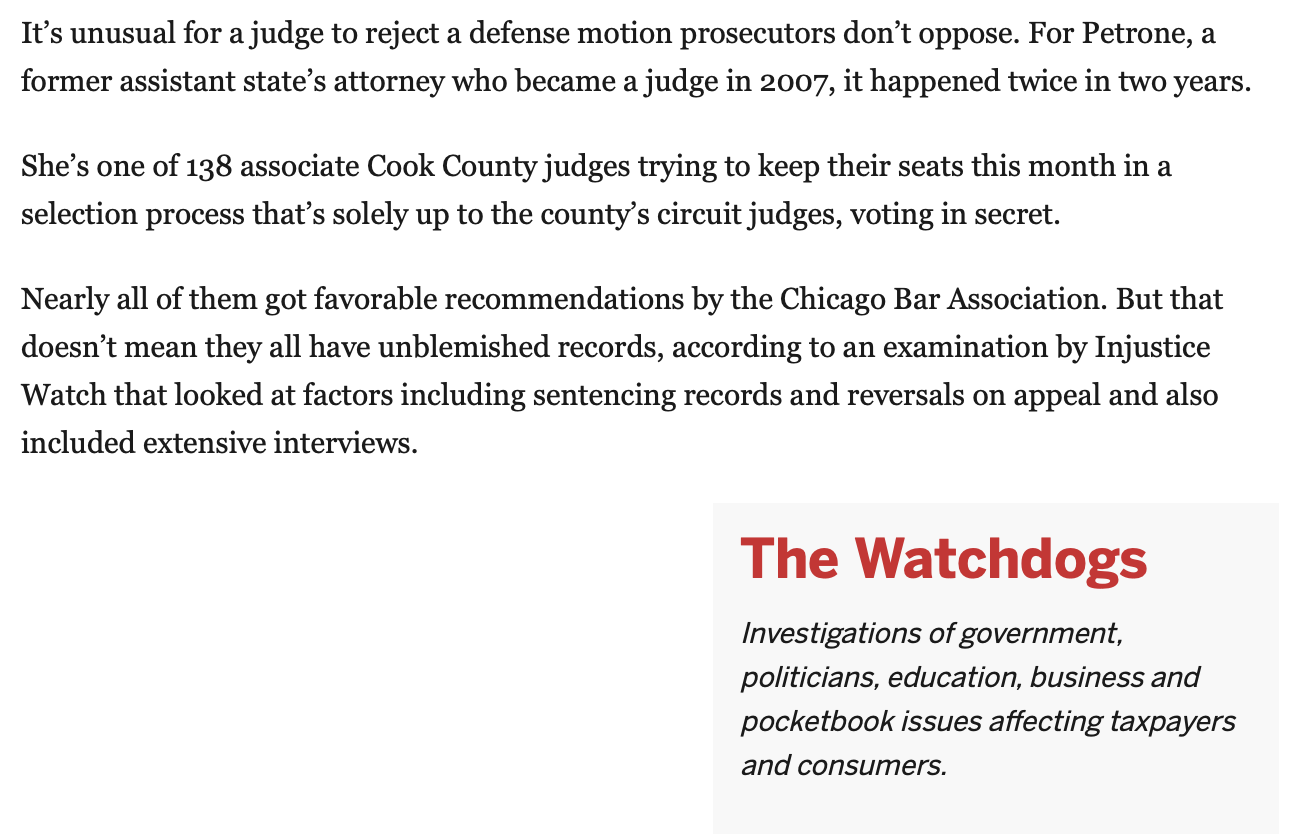 It’s unusual for a judge to reject a defense motion prosecutors don’t oppose. For Petrone, a
former assistant state’s attorney who became a judge in 2007, it happened twice in two years.
She’s one of 138 associate Cook County judges trying to keep their seats this month in a
selection process that’s solely up to the county’s circuit judges, voting in secret.
Nearly all of them got favorable recommendations by the Chicago Bar Association. But that
doesn’t mean they all have unblemished records, according to an examination by Injustice
Watch that looked at factors including sentencing records and reversals on appeal and also
included extensive interviews.
The Watchdogs
Investigations of government,
politicians, education, business and
pocketbook issues affecting taxpayers
and consumers.